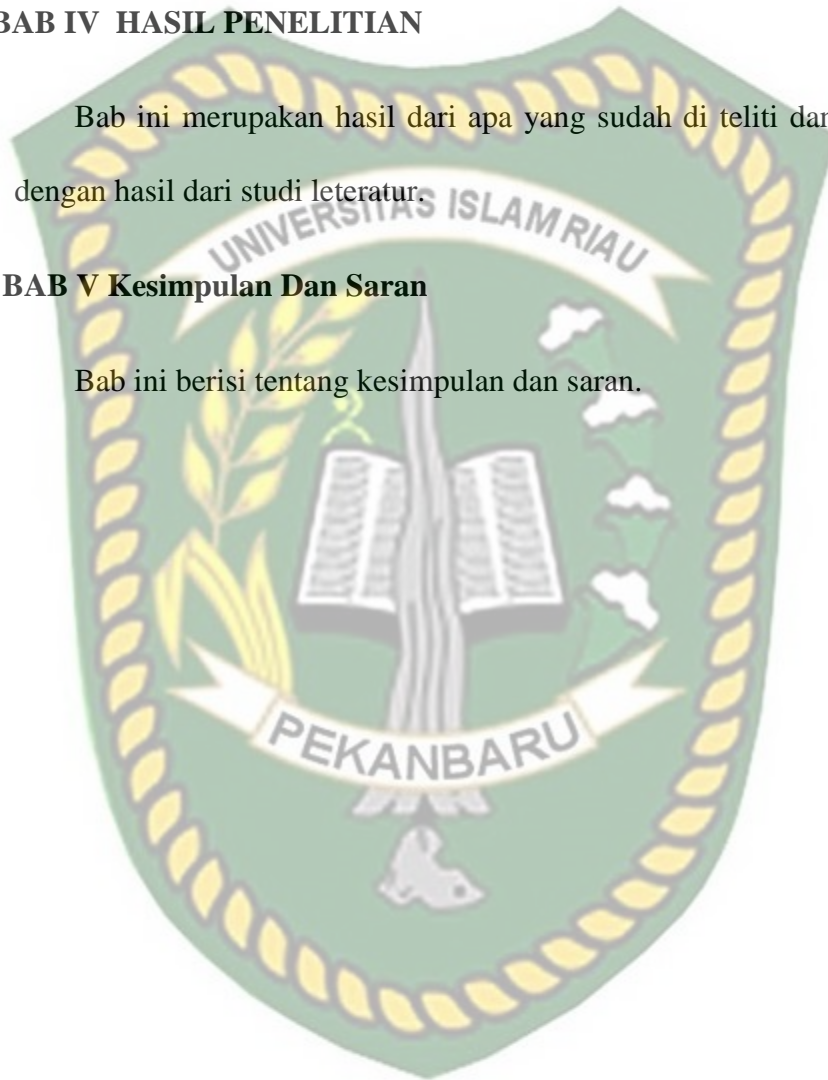 BAB IV HASIL PENELITIAN
Bab ini merupakan hasil dari apa yang sudah di teliti dan
dengan hasil dari studi leteratur.
UNIVERSITAS ISLAM RIAU
BAB V Kesimpulan Dan Saran
Bab ini berisi tentang kesimpulan dan saran.
PEKANBARU